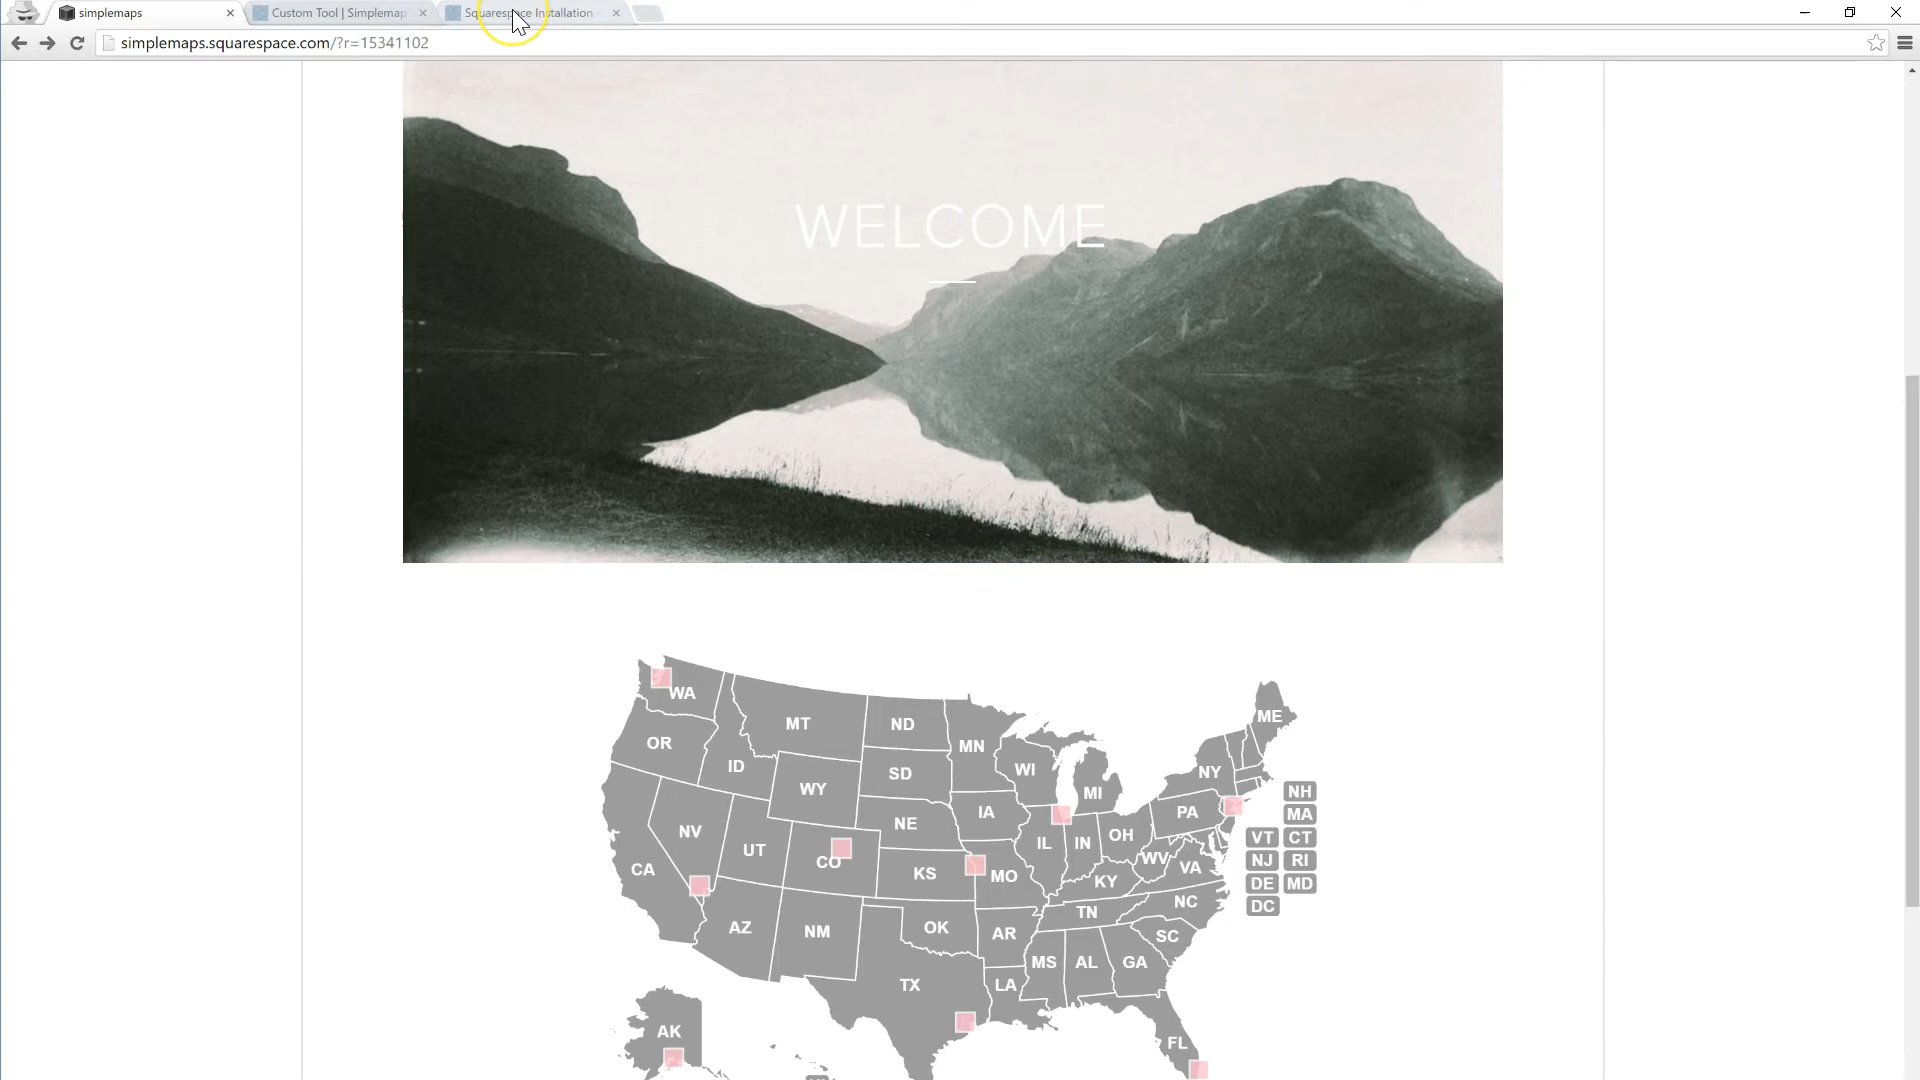 simplemaps
Custom Tool | Simplemap
Squarespace Installation
simplemaps.squarespace.com/?r=15341102
WELCOME
WA
MT
ND
MN
ME
OR
ID
SD
WI
NY
WY
MI
NH
IA
PA
MA
NE
NV
OH
VT
CT
UT
IL
IN
CO
WV
NJ
RI
CA
KS
MO
VA
KY
DE
MD
NC
DC
TN
AZ
NM
OK
AR
SC
MS
AL
GA
TX
LA
AK
FL